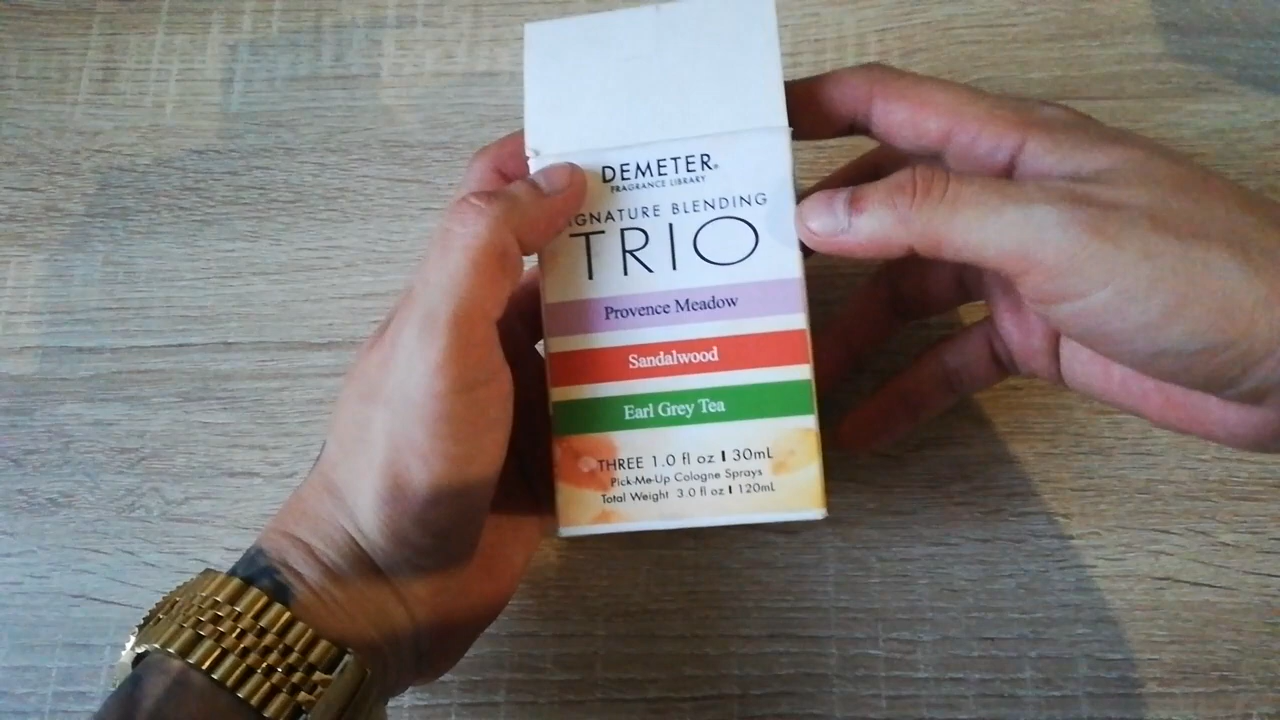 DEMETER®
FRAGRANCE LIBRARY
IGNATURE BLENDING
TRIO
Provence Meadow
Sandalwood
Earl Grey Tea
THREE 1.0 fl oz I 30mL
Pick-Me-Up Cologne Sprays
Total Weight 3.0 fl oz I 120mL